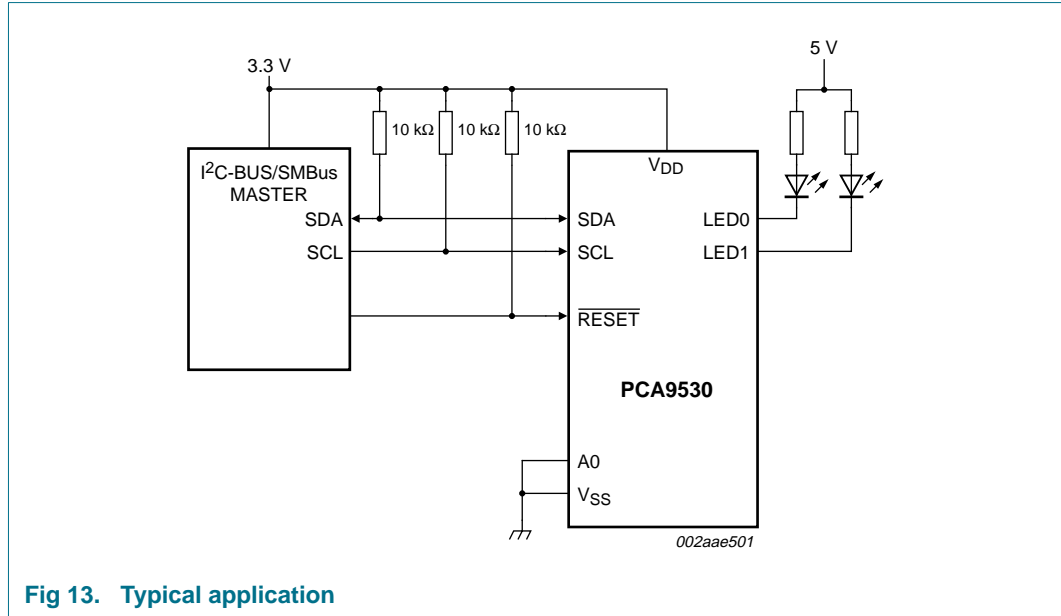 5 V
3.3 V
10 kΩ 10 kΩ 10 kΩ
I²C-BUS/SMBus
MASTER
VDD
SDA SDA LED0
SCL SCL LED1
RESET
PCA9530
A0
VSS
002aae501
Fig 13. Typical application